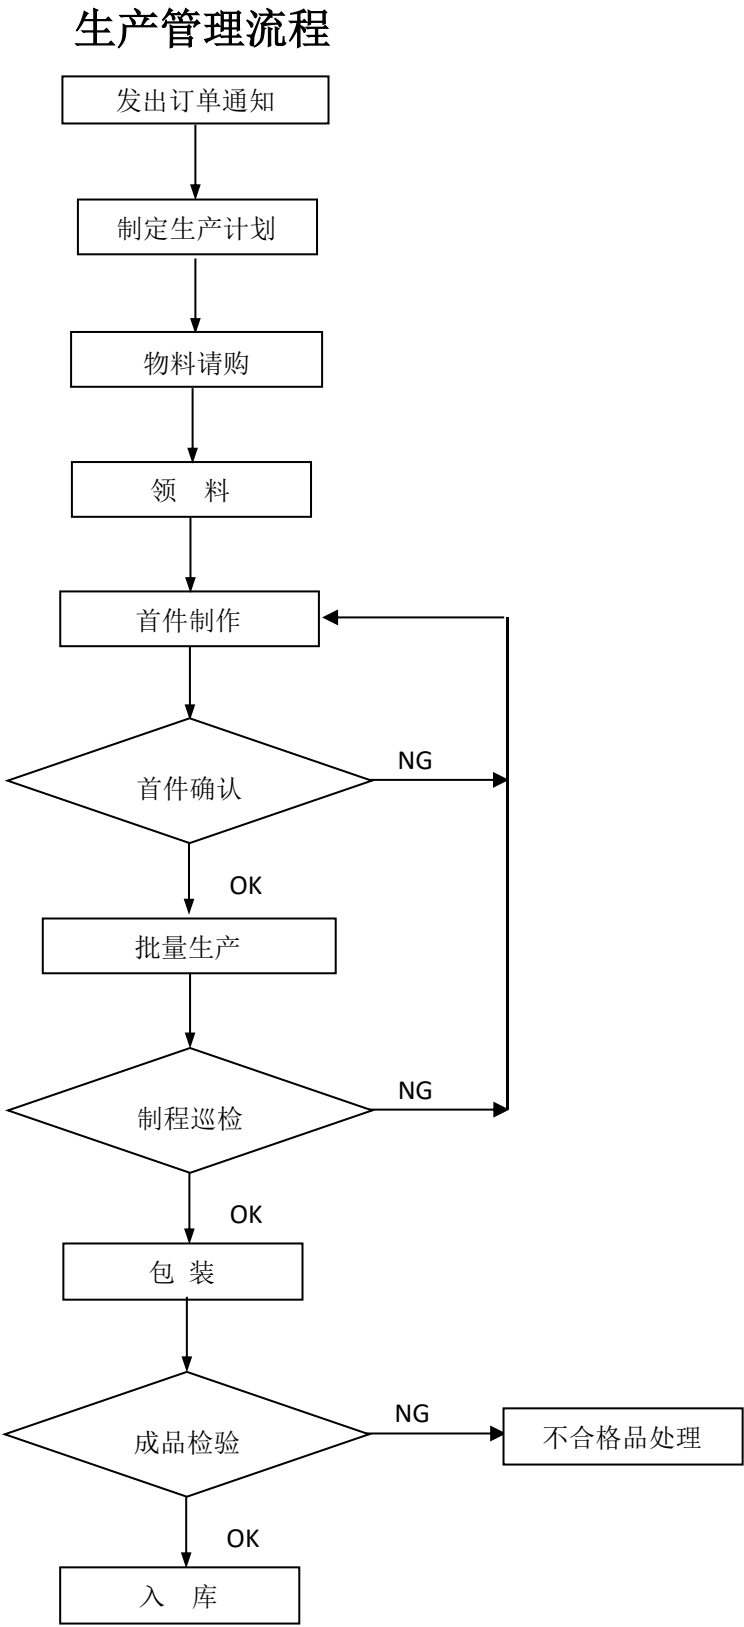 生产管理流程
发出订单通知
制定生产计划
物料请购
领 料
首件制作
首件确认
NG
OK
批量生产
制程巡检
NG
OK
包 装
成品检验
NG
不合格品处理
OK
入 库